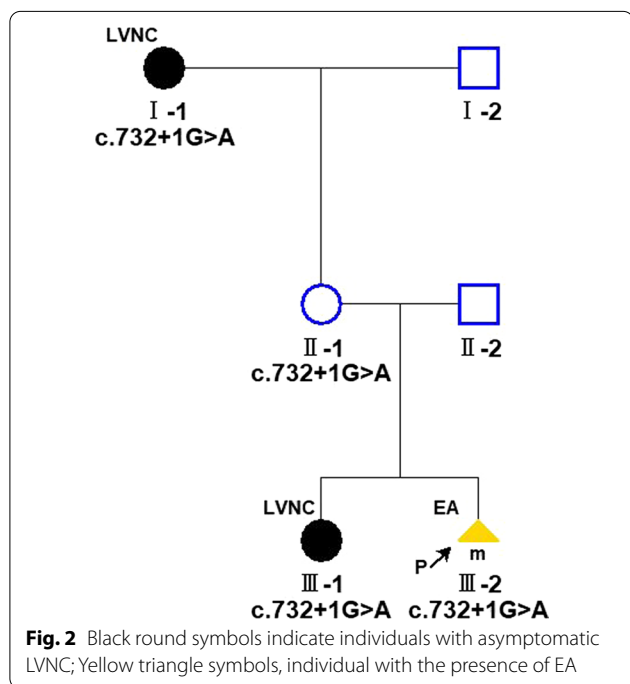 LVNC
Ⅰ-1
c.732+1G>A
Ⅰ-2
Ⅱ-1
c.732+1G>A
Ⅱ-2
LVNC
EA
P
m
Ⅲ-1
Ⅲ-2
c.732+1G>A
c.732+1G>A
Fig. 2 Black round symbols indicate individuals with asymptomatic
LVNC; Yellow triangle symbols, individual with the presence of EA